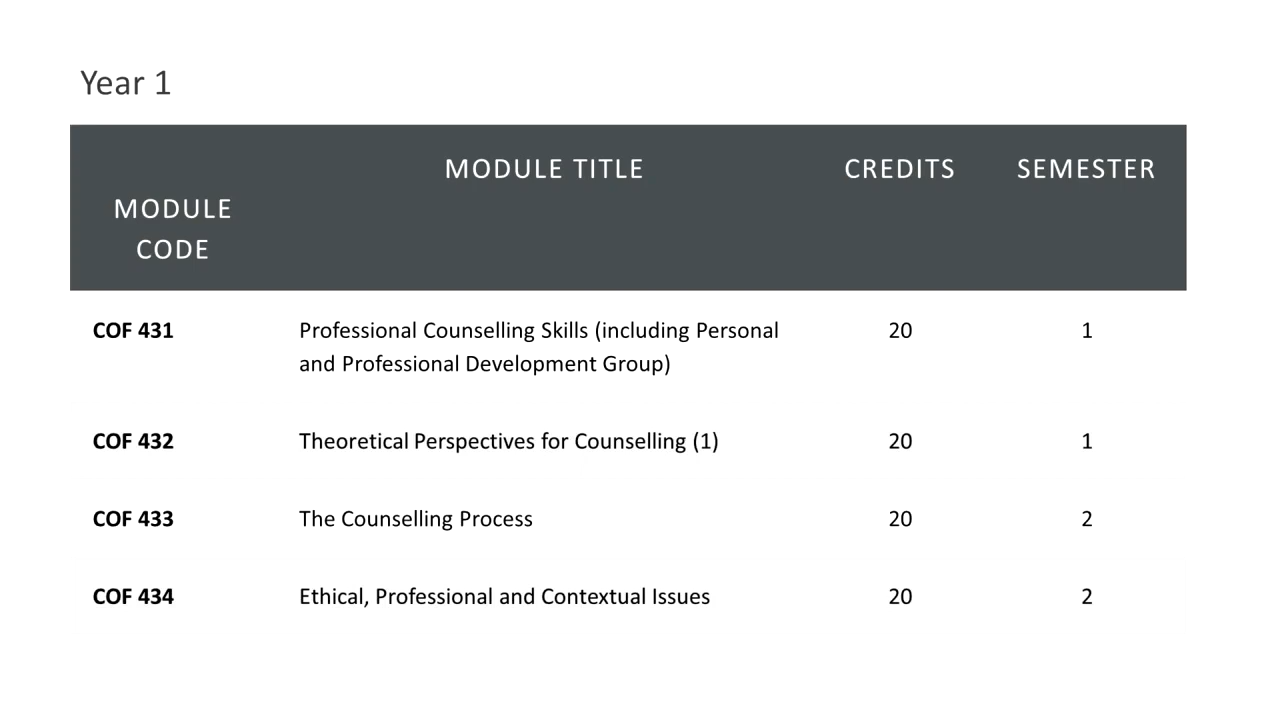 Year 1
MODULE TITLE CREDITS SEMESTER
MODULE
CODE
COF 431 Professional Counselling Skills (including Personal 20 1
and Professional Development Group)
COF 432 Theoretical Perspectives for Counselling (1) 20 1
COF 433 The Counselling Process 20 2
COF 434 Ethical, Professional and Contextual Issues 20 2